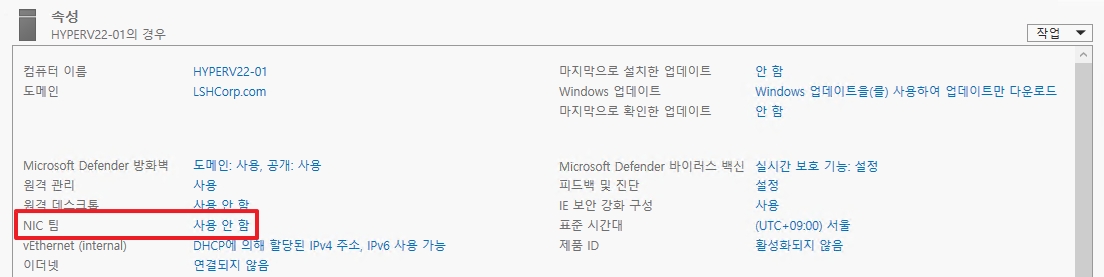 속성
HYPERV22-01의 경우
작업
컴퓨터 이름 HYPERV22-01 마지막으로 설치한 업데이트 안 함
도메인 LSHCorp.com Windows 업데이트 Windows 업데이트을(를) 사용하여 업데이트만 다운로드
마지막으로 확인한 업데이트 안 함
Microsoft Defender 방화벽 도메인: 사용, 공개: 사용 Microsoft Defender 바이러스 백신 실시간 보호 기능: 설정
원격 관리 사용 피드백 및 진단 설정
원격 데스크톱 사용 안 함 IE 보안 강화 구성 사용
NIC 팀 사용 안 함 표준 시간대 (UTC+09:00) 서울
vEthernet (internal) DHCP에 의해 할당된 IPv4 주소, IPv6 사용 가능 제품 ID 활성화되지 않음
이더넷 연결되지 않음